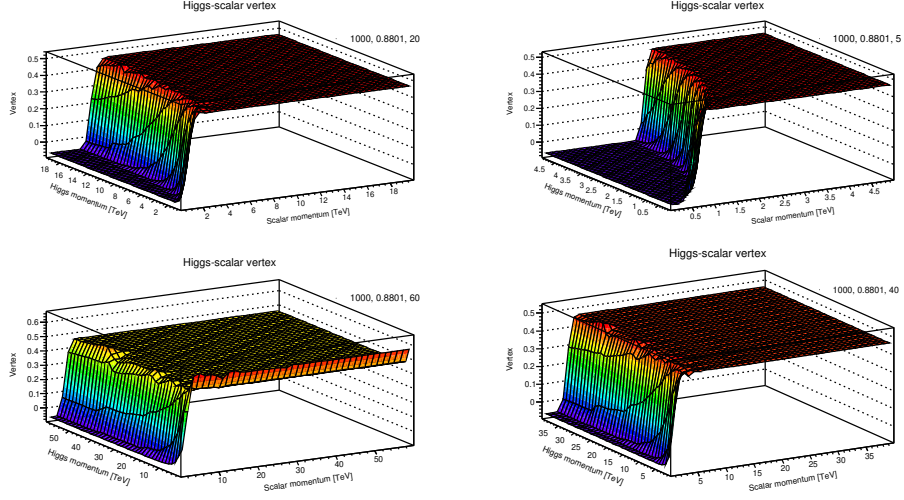 Higgs-scalar vertex
1000, 0.8801, 20
Vertex
0.5
0.4
0.3
0.2
0.1
0
18 16 14 12 10 8 6 4 2
Higgs momentum [TeV]
2 4 6 8 10 12 14 16 18
Scalar momentum [TeV]
Higgs-scalar vertex
1000, 0.8801, 5
Vertex
0.5
0.4
0.3
0.2
0.1
0
4.5 4 3.5 3 2.5 2 1.5 1 0.5
Higgs momentum [TeV]
0.5 1 1.5 2 2.5 3 3.5 4 4.5
Scalar momentum [TeV]
Higgs-scalar vertex
1000, 0.8801, 60
Vertex
0.6
0.5
0.4
0.3
0.2
0.1
0
50 40 30 20 10
Higgs momentum [TeV]
10 20 30 40 50
Scalar momentum [TeV]
Higgs-scalar vertex
1000, 0.8801, 40
Vertex
0.5
0.4
0.3
0.2
0.1
0
35 30 25 20 15 10 5
Higgs momentum [TeV]
5 10 15 20 25 30 35
Scalar momentum [TeV]